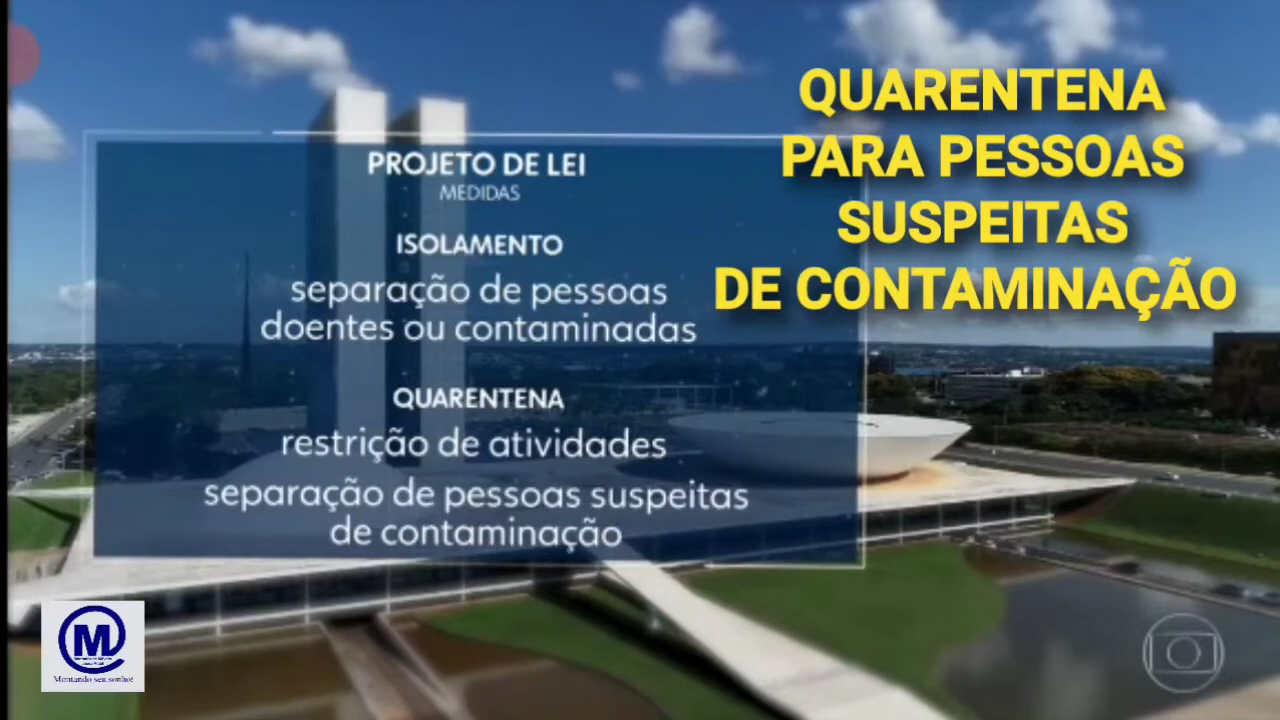 QUARENTENA
PARA PESSOAS
SUSPEITAS
DE CONTAMINAÇÃO
PROJETO DE LEI
MEDIDAS
ISOLAMENTO
separação de pessoas
doentes ou contaminadas
QUARENTENA
restrição de atividades
separação de pessoas suspeitas
de contaminação
M
Montando seu sonho!